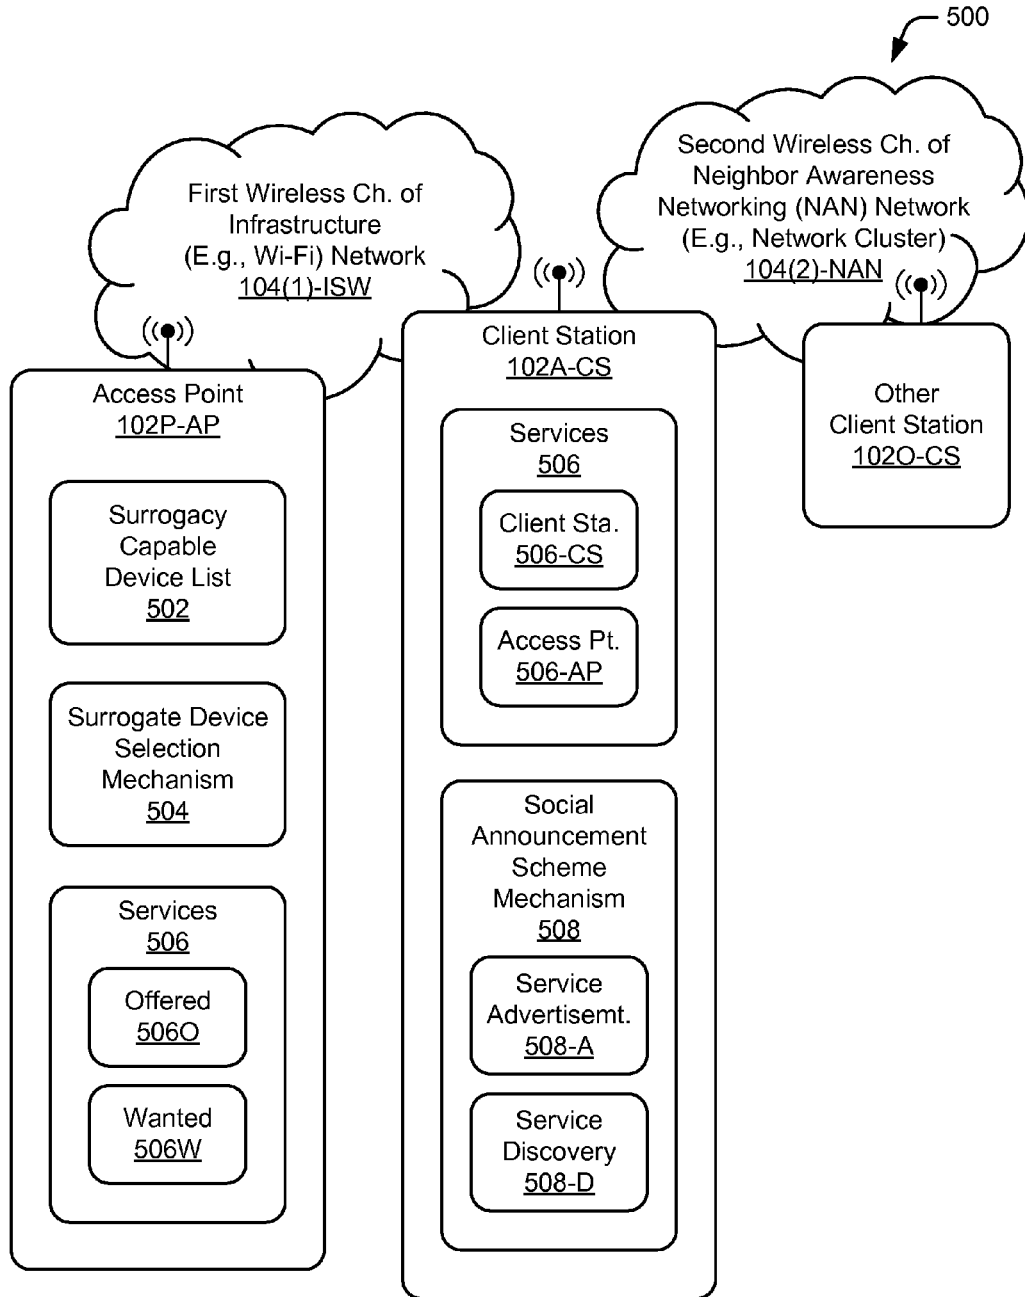 500
First Wireless Ch. of
Infrastructure
(E.g., Wi-Fi) Network
104(1)-ISW
Second Wireless Ch. of
Neighbor Awareness
Networking (NAN) Network
(E.g., Network Cluster)
104(2)-NAN
Access Point
102P-AP
Surrogacy
Capable
Device List
502
Surrogate Device
Selection
Mechanism
504
Services
506
Offered
506O
Wanted
506W
Client Station
102A-CS
Services
506
Client Sta.
506-CS
Access Pt.
506-AP
Social
Announcement
Scheme
Mechanism
508
Service
Advertisemt.
508-A
Service
Discovery
508-D
Other
Client Station
102O-CS